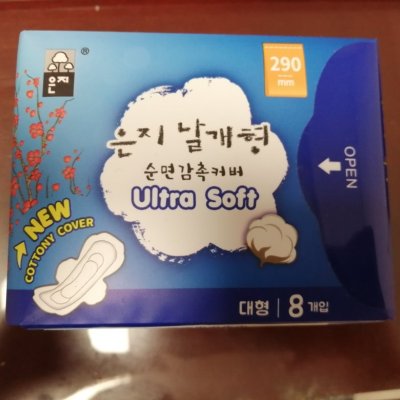 은지
®
290
mm
은지 날개형
순면감촉커버
Ultra Soft
OPEN
NEW
COTTONY COVER
대형 | 8개입